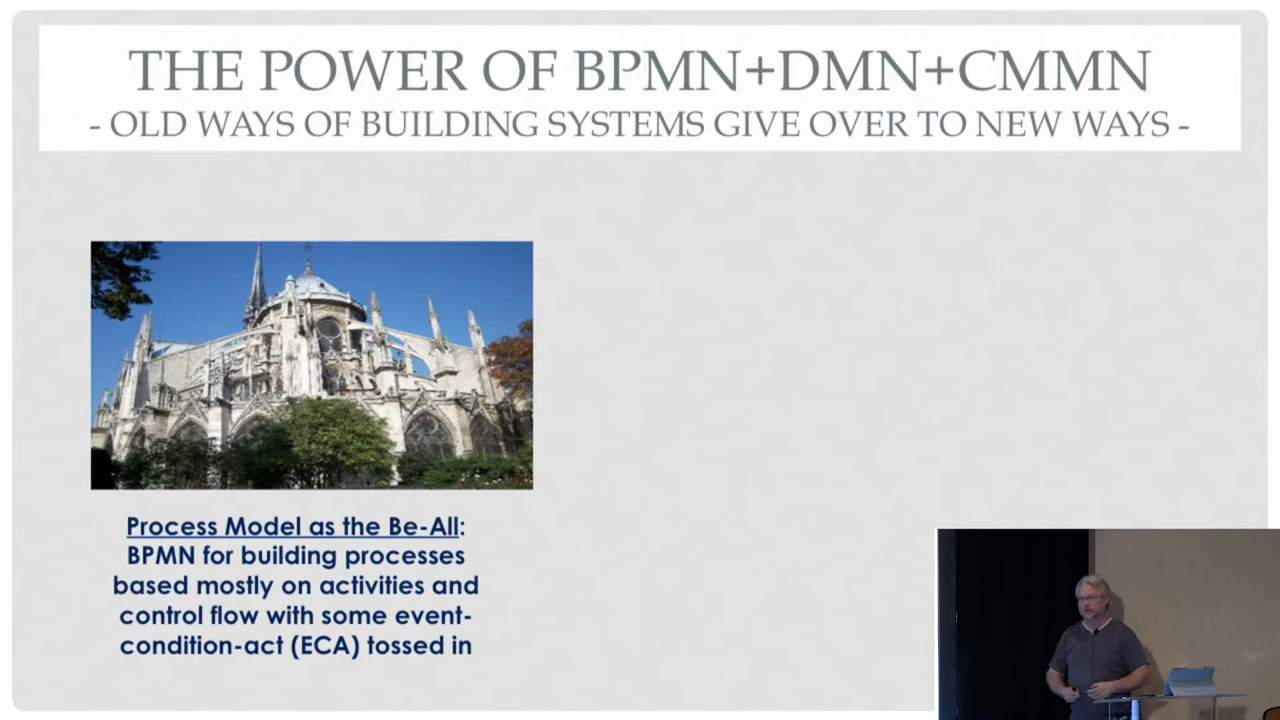 THE POWER OF BPMN+DMN+CMMN
- OLD WAYS OF BUILDING SYSTEMS GIVE OVER TO NEW WAYS -
Process Model as the Be-All:
BPMN for building processes
based mostly on activities and
control flow with some event-
condition-act (ECA) tossed in